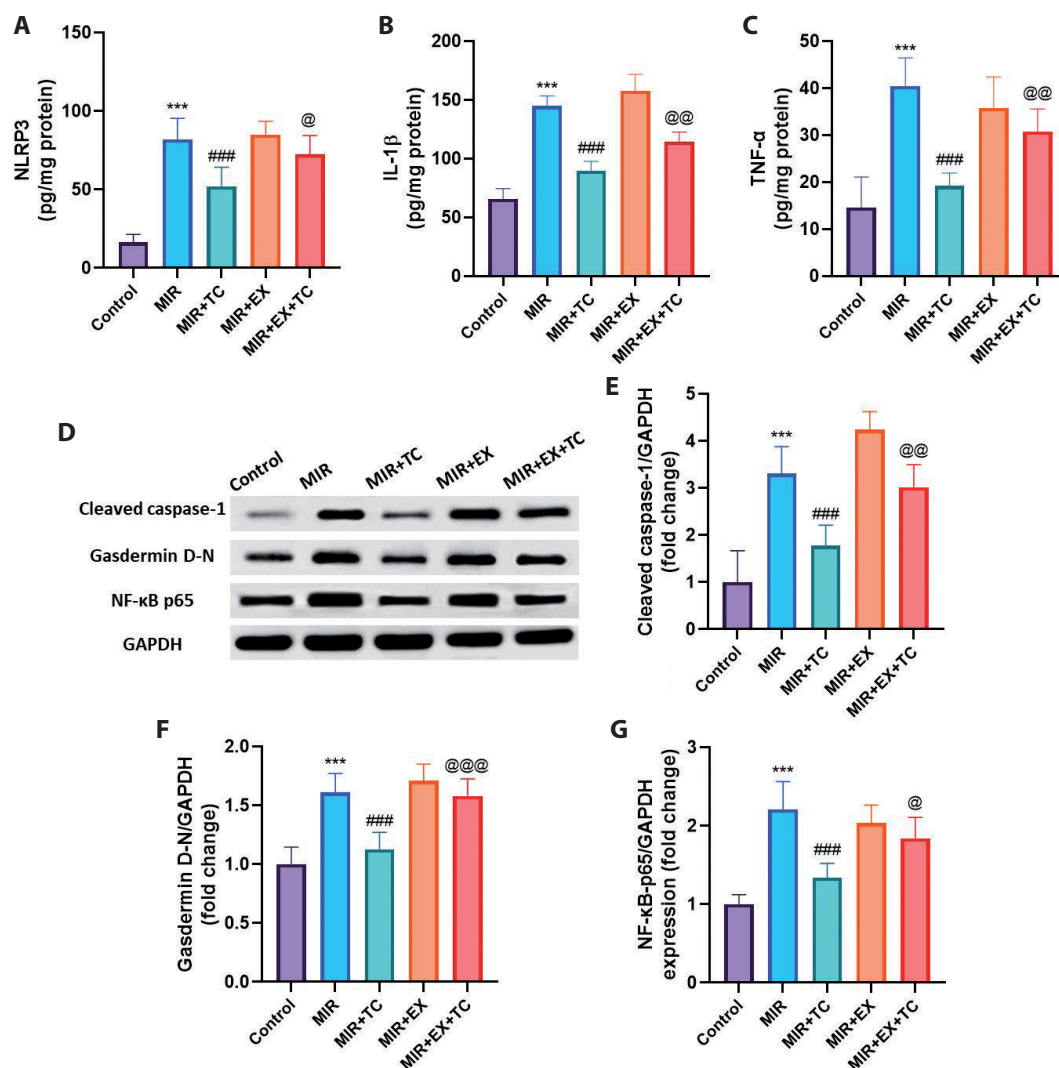 A
NLRP3
(pg/mg protein)
150
100
50
0
***
###
@
Control
MIR
MIR+TC
MIR+EX
MIR+EX+TC
B
IL-1β
(pg/mg protein)
200
150
100
50
0
***
###
@@
Control
MIR
MIR+TC
MIR+EX
MIR+EX+TC
C
TNF-α
(pg/mg protein)
50
40
30
20
10
0
***
###
@@
Control
MIR
MIR+TC
MIR+EX
MIR+EX+TC
D
Control
MIR
MIR+TC
MIR+EX
MIR+EX+TC
Cleaved caspase-1
Gasdermin D-N
NF-κB p65
GAPDH
E
Cleaved caspase-1/GAPDH
(fold change)
5
4
3
2
1
0
***
###
@@
Control
MIR
MIR+TC
MIR+EX
MIR+EX+TC
F
Gasdermin D-N/GAPDH
(fold change)
2.0
1.5
1.0
0.5
0.0
***
###
@@@
Control
MIR
MIR+TC
MIR+EX
MIR+EX+TC
G
NF-κB-p65/GAPDH
expression (fold change)
3
2
1
0
***
###
@
Control
MIR
MIR+TC
MIR+EX
MIR+EX+TC